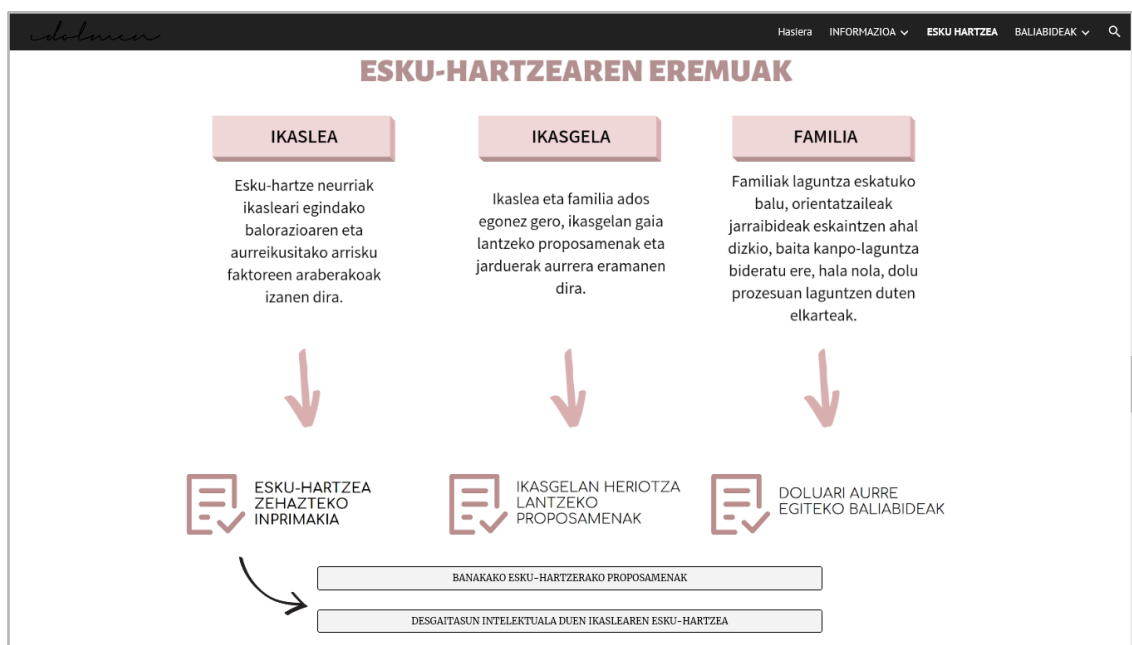 dolmen
Hasiera INFORMAZIOA ESKU HARTZEA BALIABIDEAK
ESKU-HARTZEAREN EREMUAK
IKASLEA
Esku-hartze neurriak
ikasleari egindako
balorazioaren eta
aurreikusitako arrisku
faktoreen araberakoak
izanen dira.
IKASGELA
Ikaslea eta familia ados
egonez gero, ikasgelan gaia
lantzeko proposamenak eta
jarduerak aurrera eramanen
dira.
FAMILIA
Familiak laguntza eskatuko
balu, orientatzaileak
jarraibideak eskaintzen ahal
dizkio, baita kanpo-laguntza
bideratu ere, hala nola, dolu
prozesuan laguntzen duten
elkarteak.
ESKU-HARTZEA
ZEHAZTEKO
INPRIMAKIA
IKASGELAN HERIOTZA
LANTZEKO
PROPOSAMENAK
DOLUARI AURRE
EGITEKO BALIABIDEAK
BANAKAKO ESKU-HARTZERAKO PROPOSAMENAK
DESGAITASUN INTELEKTUALA DUEN IKASLEAREN ESKU-HARTZEA